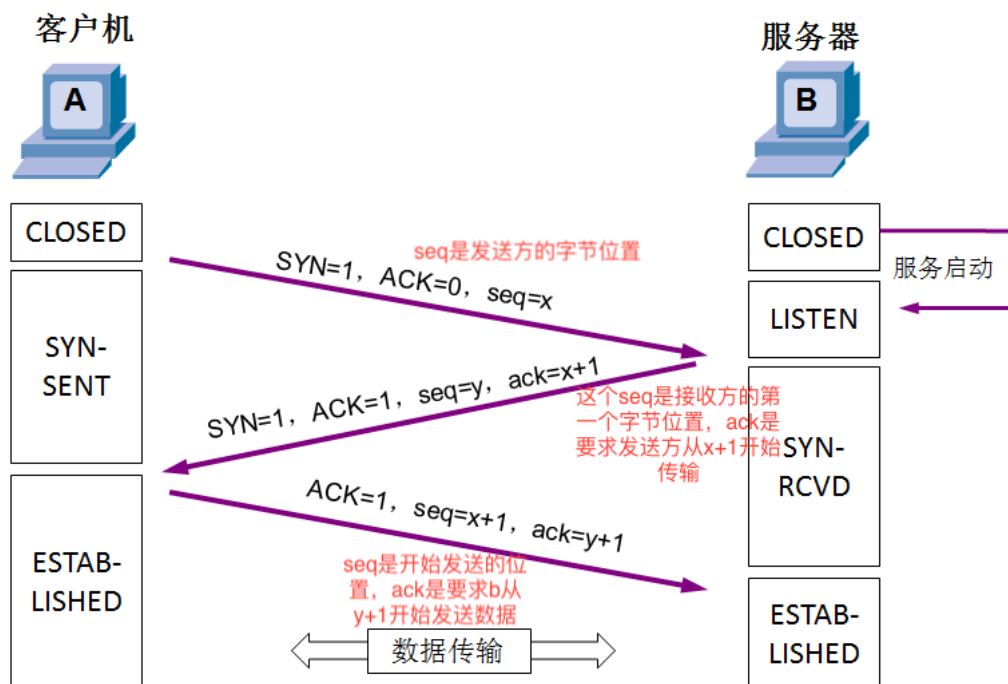 客户机
服务器
A
B
CLOSED
CLOSED
seq是发送方的字节位置
SYN=1，ACK=0，seq=x
服务启动
LISTEN
SYN-
SENT
SYN=1，ACK=1，seq=y，ack=x+1
这个seq是接收方的第
一个字节位置，ack是
要求发送方从x+1开始
传输
SYN-
RCVD
ACK=1，seq=x+1，ack=y+1
ESTAB-
LISHED
seq是开始发送的位
置，ack是要求b从
y+1开始发送数据
数据传输
ESTAB-
LISHED